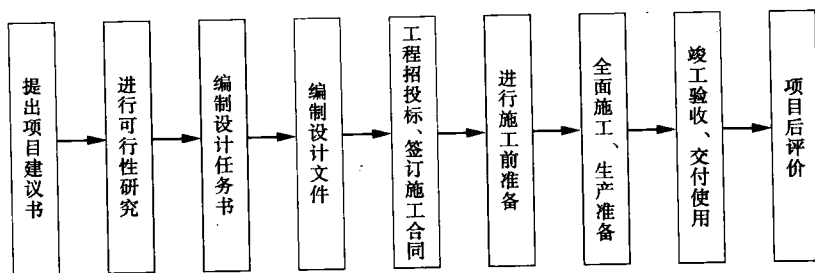 提出项目建议书
进行可行性研究
编制设计任务书
编制设计文件
工程招投标、签订施工合同
进行施工前准备
全面施工、生产准备
竣工验收、交付使用
项目后评价